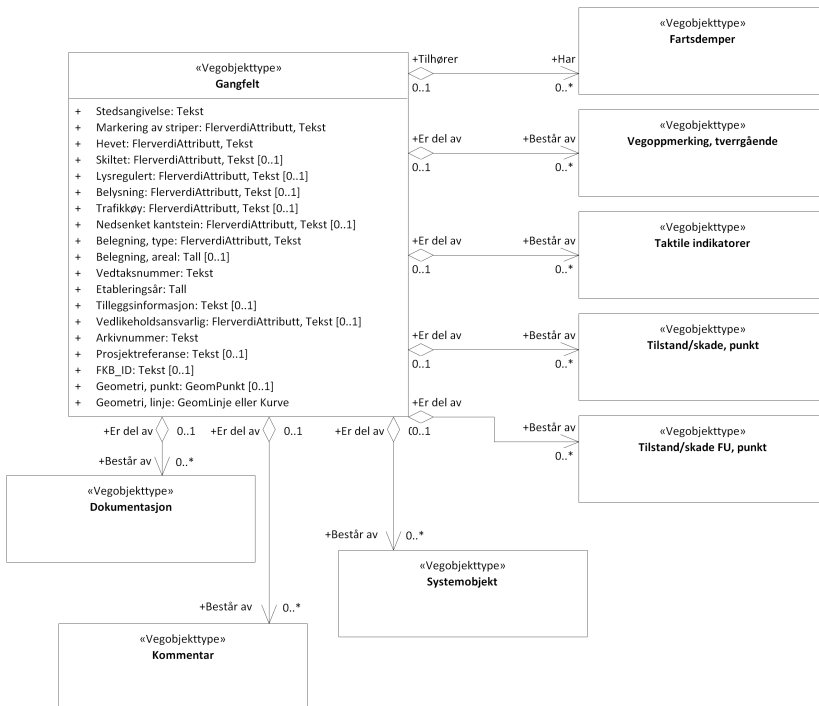 «Vegobjekttype»
Gangfelt
+ Stedsangivelse: Tekst
+ Markering av striper: FlerverdiAttributt, Tekst
+ Hevet: FlerverdiAttributt, Tekst
+ Skiltet: FlerverdiAttributt, Tekst [0..1]
+ Lysregulert: FlerverdiAttributt, Tekst [0..1]
+ Belysning: FlerverdiAttributt, Tekst [0..1]
+ Trafikkøy: FlerverdiAttributt, Tekst [0..1]
+ Nedsenket kantstein: FlerverdiAttributt, Tekst [0..1]
+ Belegning, type: FlerverdiAttributt, Tekst
+ Belegning, areal: Tall [0..1]
+ Vedtaksnummer: Tekst
+ Etableringsår: Tall
+ Tilleggsinformasjon: Tekst [0..1]
+ Vedlikeholdsansvarlig: FlerverdiAttributt, Tekst [0..1]
+ Arkivnummer: Tekst
+ Prosjektreferanse: Tekst [0..1]
+ FKB_ID: Tekst [0..1]
+ Geometri, punkt: GeomPunkt [0..1]
+ Geometri, linje: GeomLinje eller Kurve
+Tilhører +Har
0..1 0..*
«Vegobjekttype»
Fartsdemper
+Er del av +Består av
0..1 0..*
«Vegobjekttype»
Vegoppmerking, tverrgående
+Er del av +Består av
0..1 0..*
«Vegobjekttype»
Taktile indikatorer
+Er del av +Består av
0..1 0..*
«Vegobjekttype»
Tilstand/skade, punkt
+Er del av
0..1
+Består av
0..*
«Vegobjekttype»
Tilstand/skade FU, punkt
+Er del av 0..1
+Består av 0..*
«Vegobjekttype»
Dokumentasjon
+Er del av 0..1
+Består av 0..*
«Vegobjekttype»
Kommentar
+Er del av 0..1
+Består av 0..*
«Vegobjekttype»
Systemobjekt